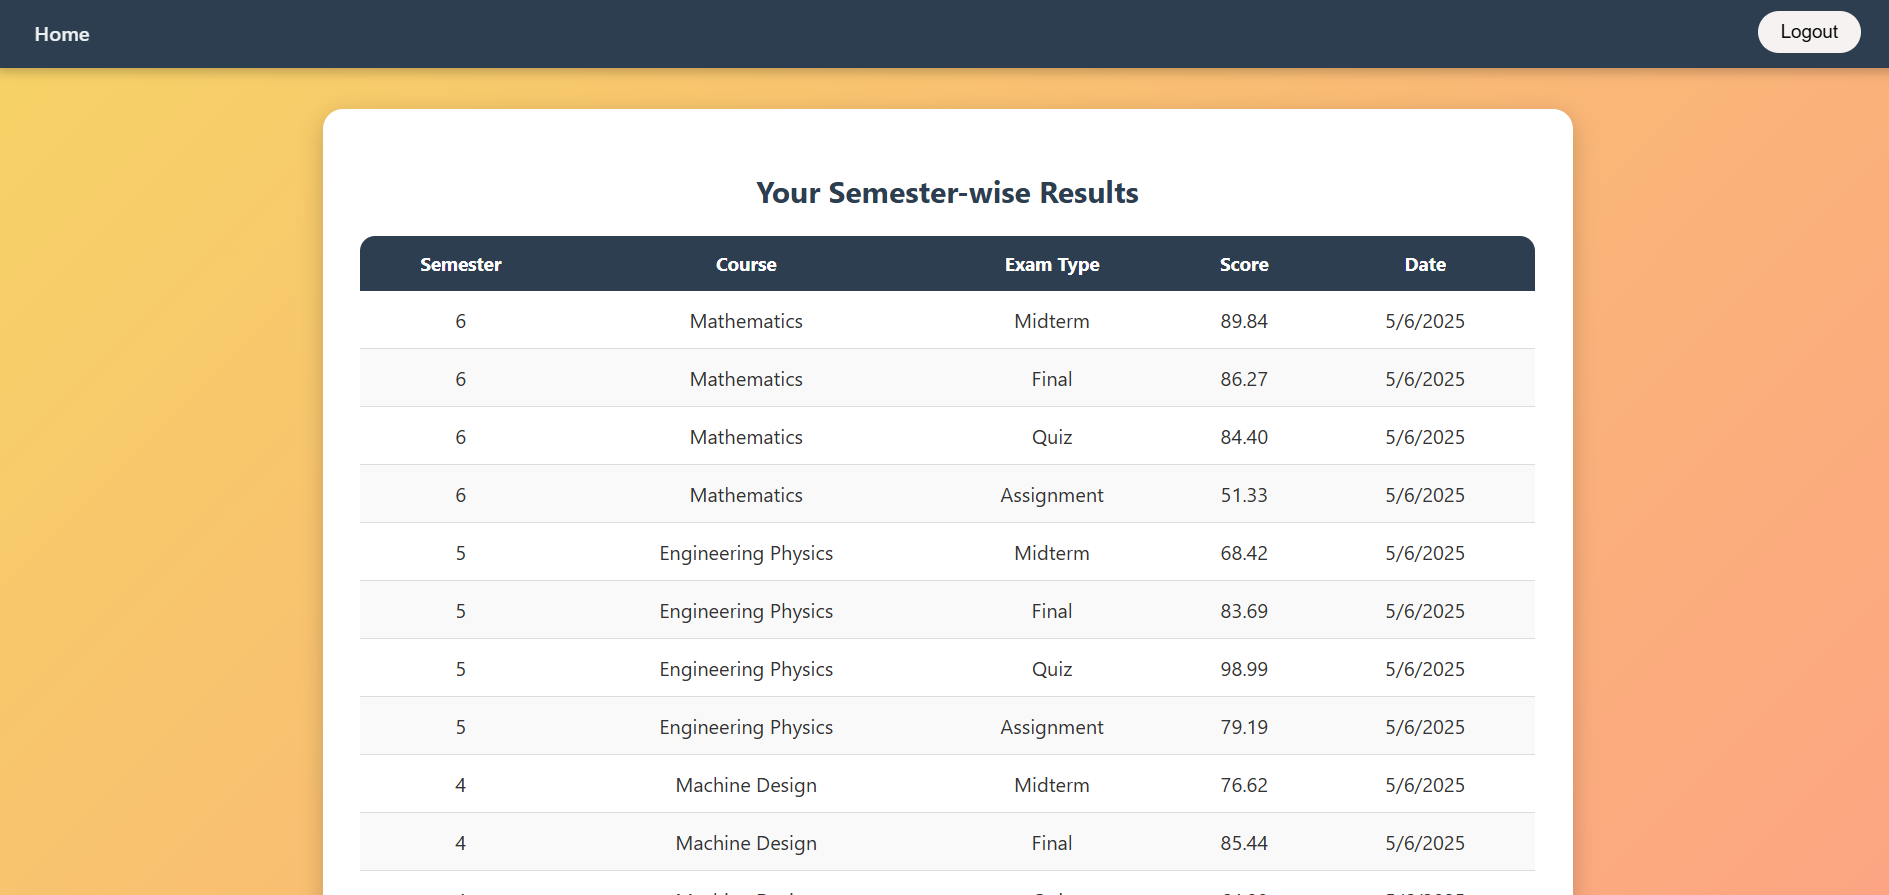 Home Logout
Your Semester-wise Results
Semester Course Exam Type Score Date
6 Mathematics Midterm 89.84 5/6/2025
6 Mathematics Final 86.27 5/6/2025
6 Mathematics Quiz 84.40 5/6/2025
6 Mathematics Assignment 51.33 5/6/2025
5 Engineering Physics Midterm 68.42 5/6/2025
5 Engineering Physics Final 83.69 5/6/2025
5 Engineering Physics Quiz 98.99 5/6/2025
5 Engineering Physics Assignment 79.19 5/6/2025
4 Machine Design Midterm 76.62 5/6/2025
4 Machine Design Final 85.44 5/6/2025